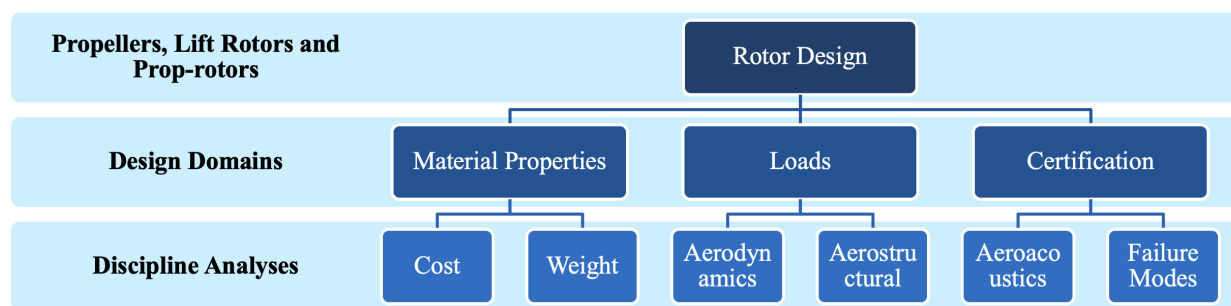 Propellers, Lift Rotors and
Prop-rotors
Rotor Design
Design Domains
Material Properties
Loads
Certification
Discipline Analyses
Cost
Weight
Aerodyn
amics
Aerostru
ctural
Aeroaco
ustics
Failure
Modes